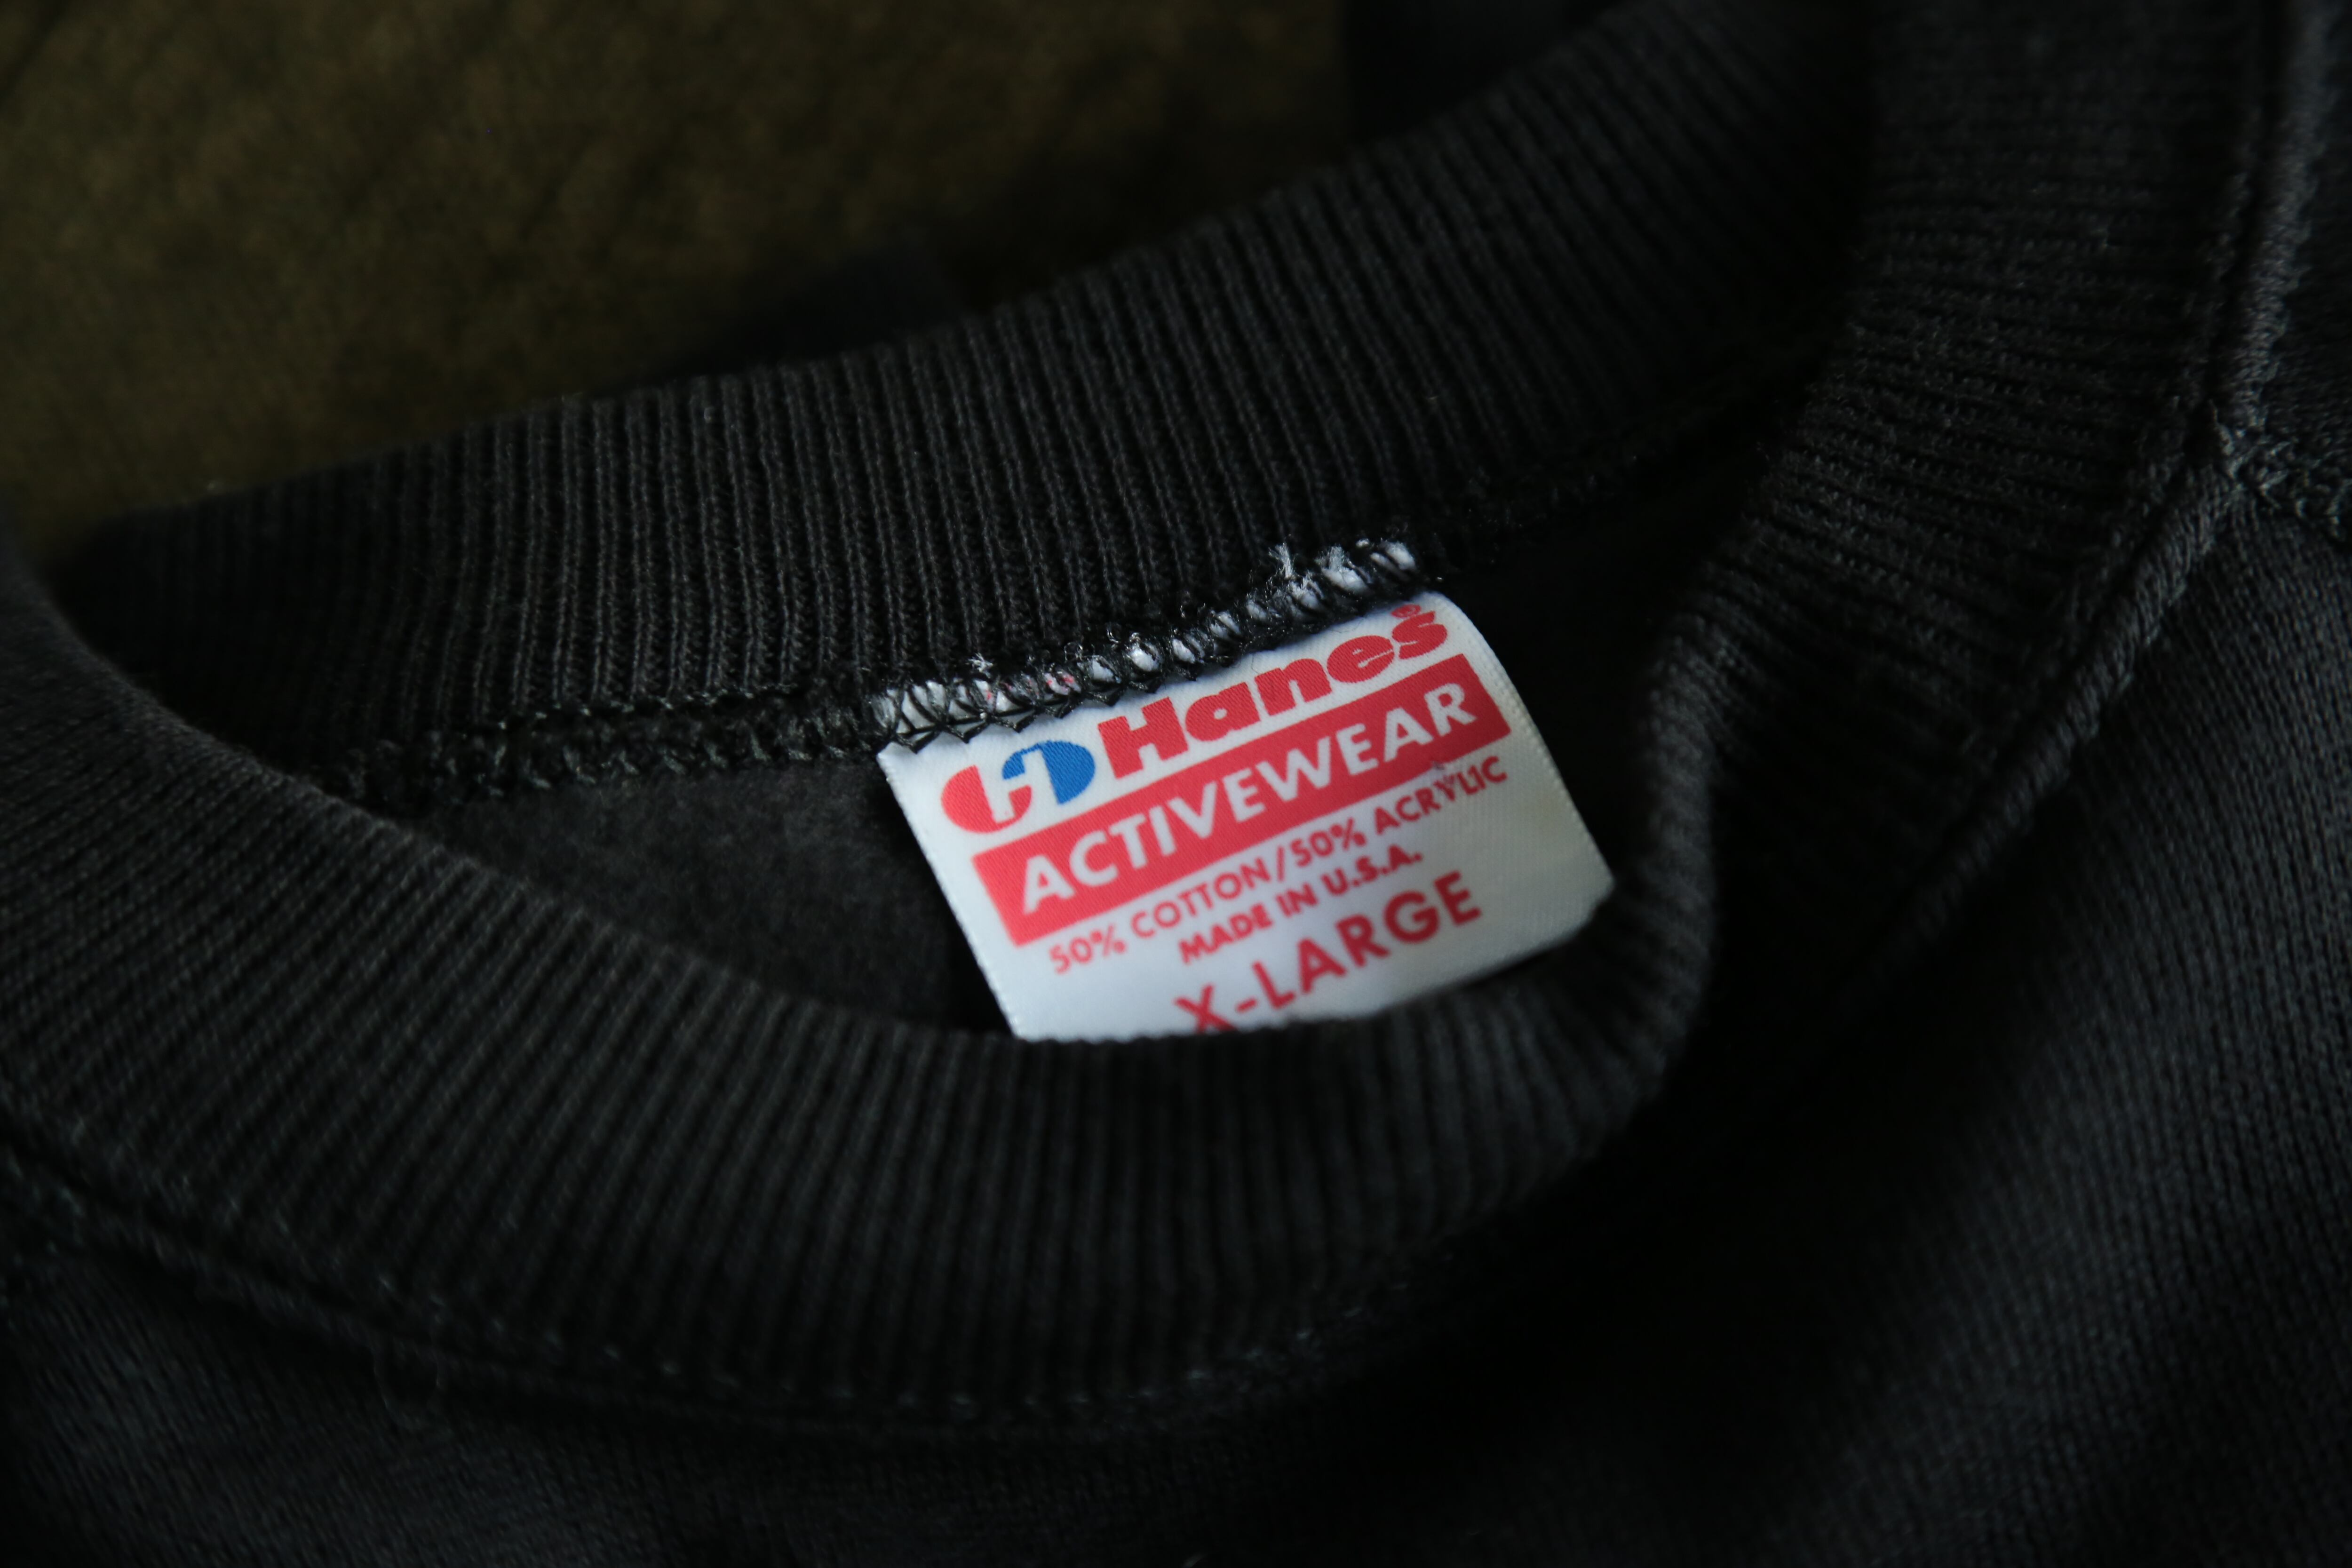 Hanes®
ACTIVEWEAR
50% COTTON/50% ACRYLIC
MADE IN U.S.A.
X-LARGE